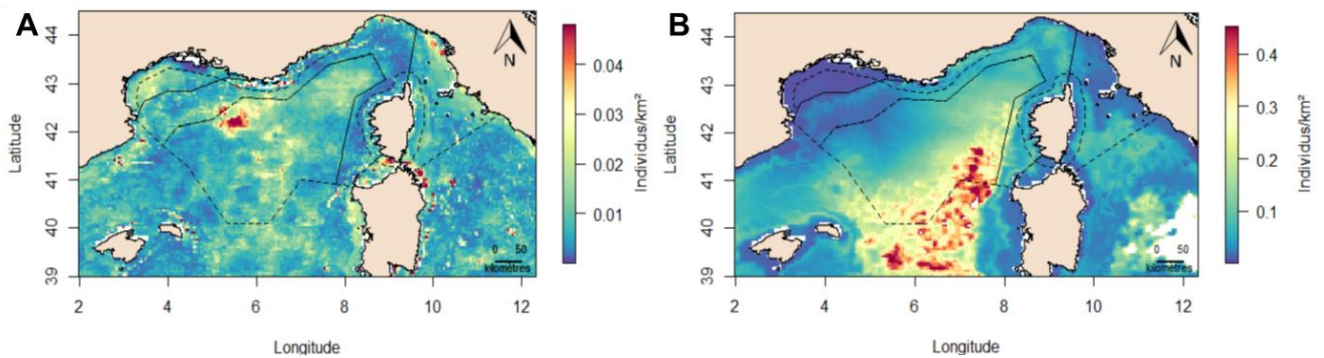 A
44
43
42
41
40
39
Latitude
2
4
6
8
10
12
Longitude
N
0 50
kilomètres
0.04
0.03
0.02
0.01
Individus/km²
B
44
43
42
41
40
39
Latitude
2
4
6
8
10
12
Longitude
N
0 50
kilomètres
0.4
0.3
0.2
0.1
Individus/km²